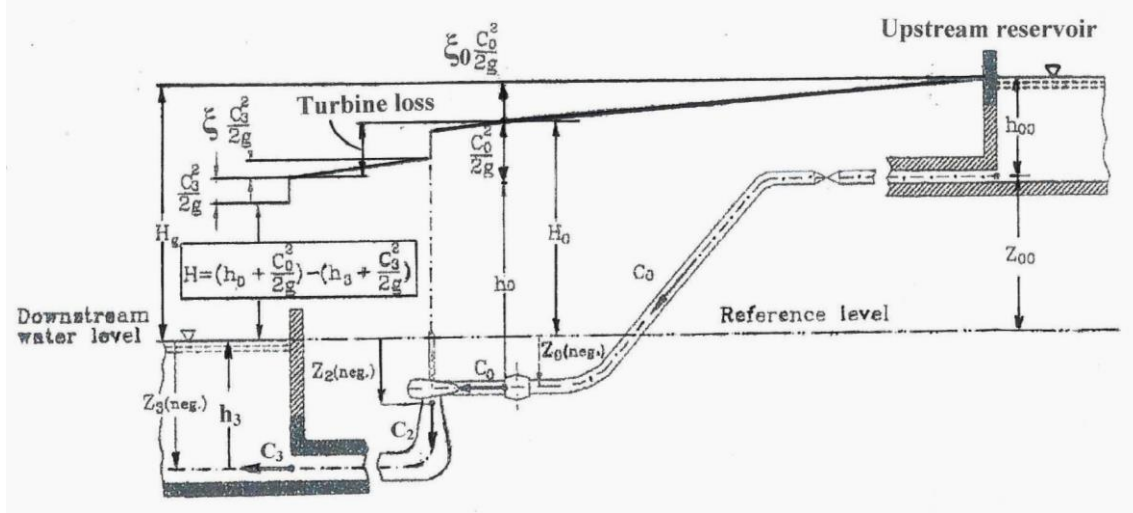 Upstream reservoir
ξ₀ C₀²/2g
Turbine loss
ξ C₃²/2g
C₀²/2g
h₀₀
C₃²/2g
H₀
H_g
Z₀₀
C₀
H=(h₀ + C₀²/2g)−(h₃ + C₃²/2g)
h₀
Downstream
water level
Reference level
Z₀(neg.)
Z₂(neg.)
C₀
Z₃(neg.)
h₃
C₂
C₃